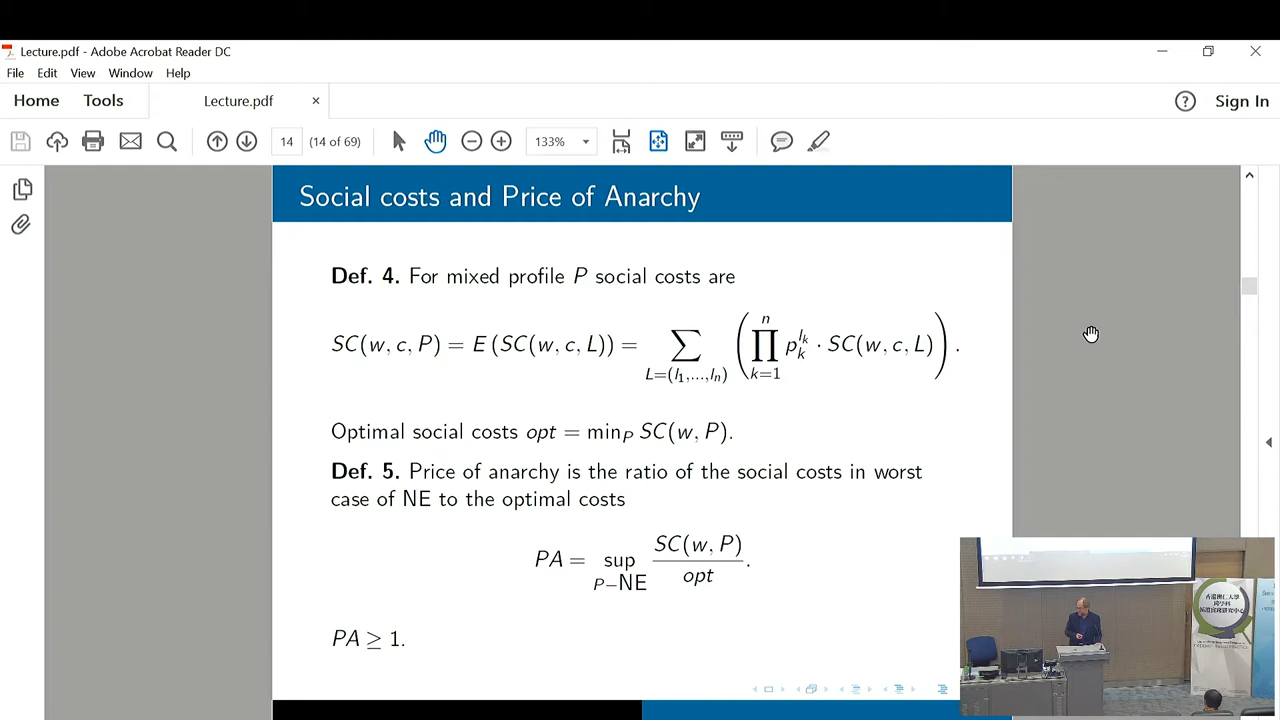 Lecture.pdf - Adobe Acrobat Reader DC
File Edit View Window Help
Home Tools Lecture.pdf × Sign In
14 (14 of 69) 133%
Social costs and Price of Anarchy
Def. 4. For mixed profile P social costs are
SC(w, c, P) = E (SC(w, c, L)) = ∑_{L=(l_1,...,l_n)} (∏_{k=1}^{n} p_k^{l_k} · SC(w, c, L)).
Optimal social costs opt = min_P SC(w, P).
Def. 5. Price of anarchy is the ratio of the social costs in worst
case of NE to the optimal costs
PA = sup_{P−NE} SC(w, P) / opt.
PA ≥ 1.